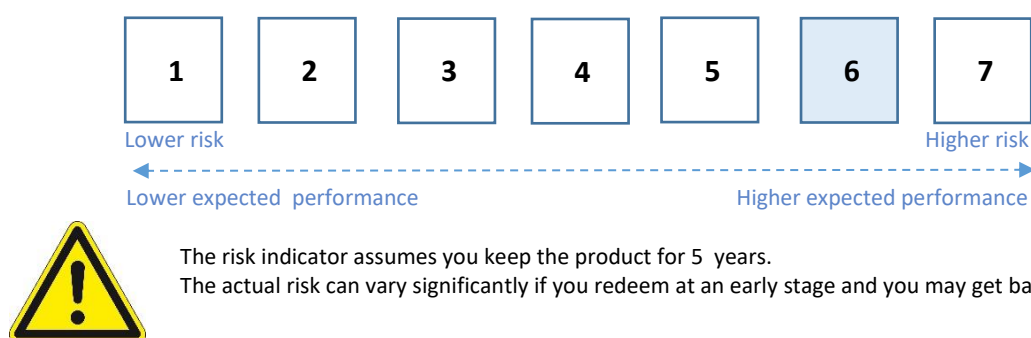 1 2 3 4 5 6 7
Lower risk Higher risk
Lower expected performance Higher expected performance
The risk indicator assumes you keep the product for 5 years.
The actual risk can vary significantly if you redeem at an early stage and you may get